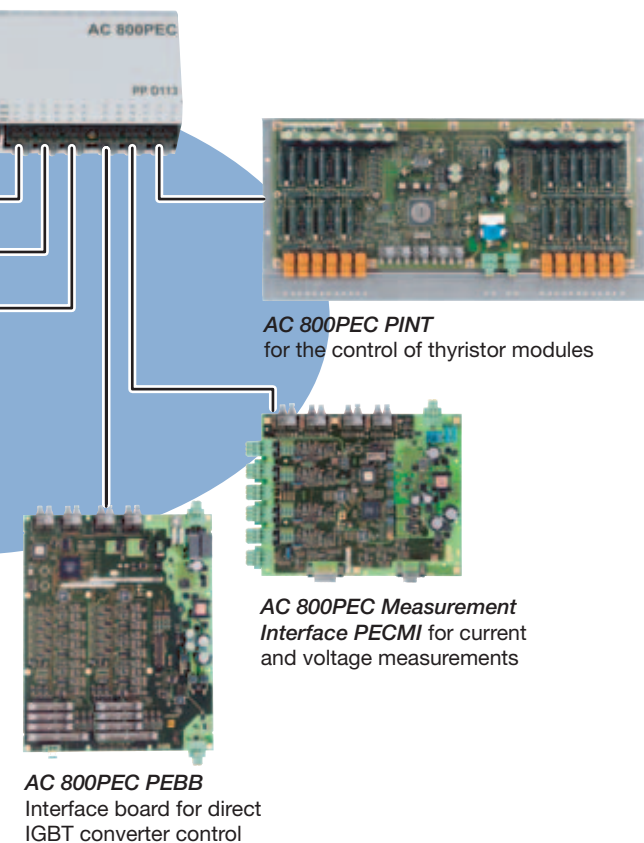 AC 800PEC
PP D113
AC 800PEC PINT
for the control of thyristor modules
AC 800PEC Measurement
Interface PECMI for current
and voltage measurements
AC 800PEC PEBB
Interface board for direct
IGBT converter control